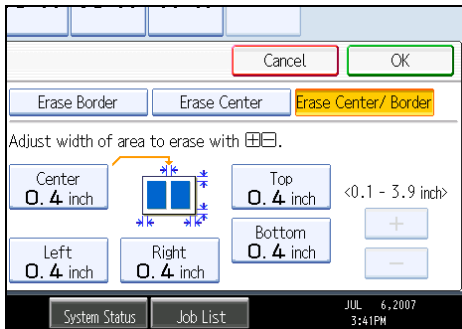 Cancel
OK
Erase Border
Erase Center
Erase Center/ Border
Adjust width of area to erase with ⊞⊟.
Center
0.4 inch
Top
0.4 inch
<0.1 - 3.9 inch>
+
Bottom
0.4 inch
Left
0.4 inch
Right
0.4 inch
−
System Status
Job List
JUL 6,2007
3:41PM